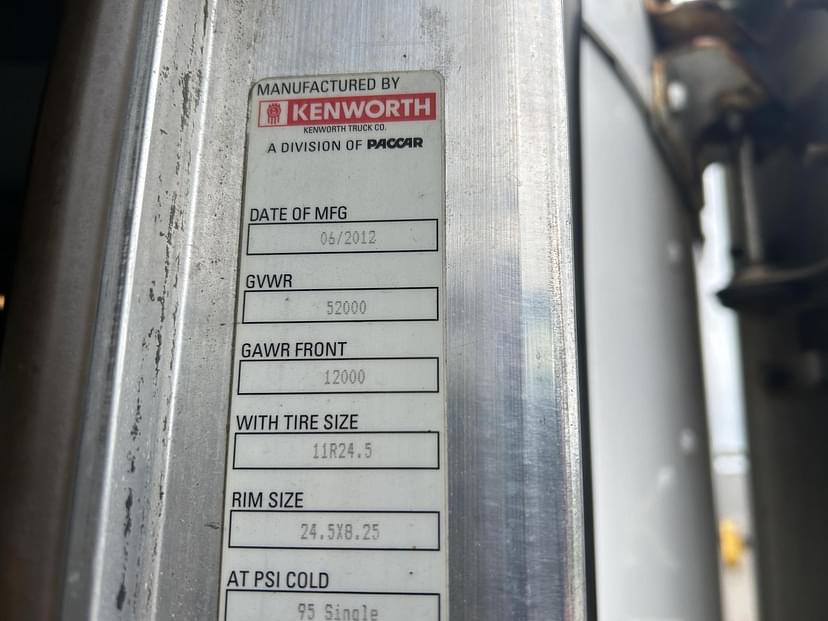 MANUFACTURED BY
KENWORTH
KENWORTH TRUCK CO.
A DIVISION OF PACCAR
DATE OF MFG
06/2012
GVWR
52000
GAWR FRONT
12000
WITH TIRE SIZE
11R24.5
RIM SIZE
24.5X8.25
AT PSI COLD
95 Single